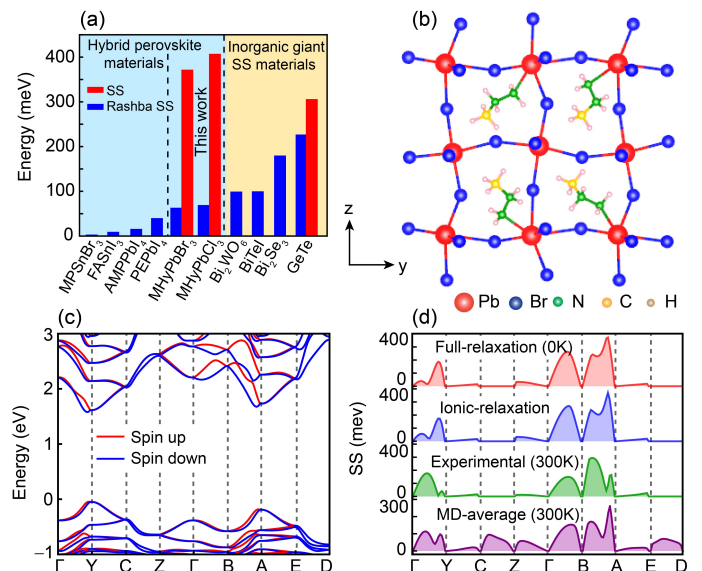 (a)
Hybrid perovskite
materials
Inorganic giant
SS materials
SS
Rashba SS
This work
Energy (meV)
400
300
200
100
0
MPSnBr₃
FASnI₃
AMPPbI₄
PEPbI₄
MHyPbBr₃
MHyPbCl₃
Bi₂WO₆
BiTeI
Bi₂Se₃
GeTe
(b)
z
y
Pb Br N C H
(c)
Energy (eV)
3
2
1
0
−1
Spin up
Spin down
Γ Y C Z Γ B A E D
(d)
SS (mev)
400
0
Full-relaxation (0K)
400
0
Ionic-relaxation
400
0
Experimental (300K)
300
0
MD-average (300K)
Γ Y C Z Γ B A E D